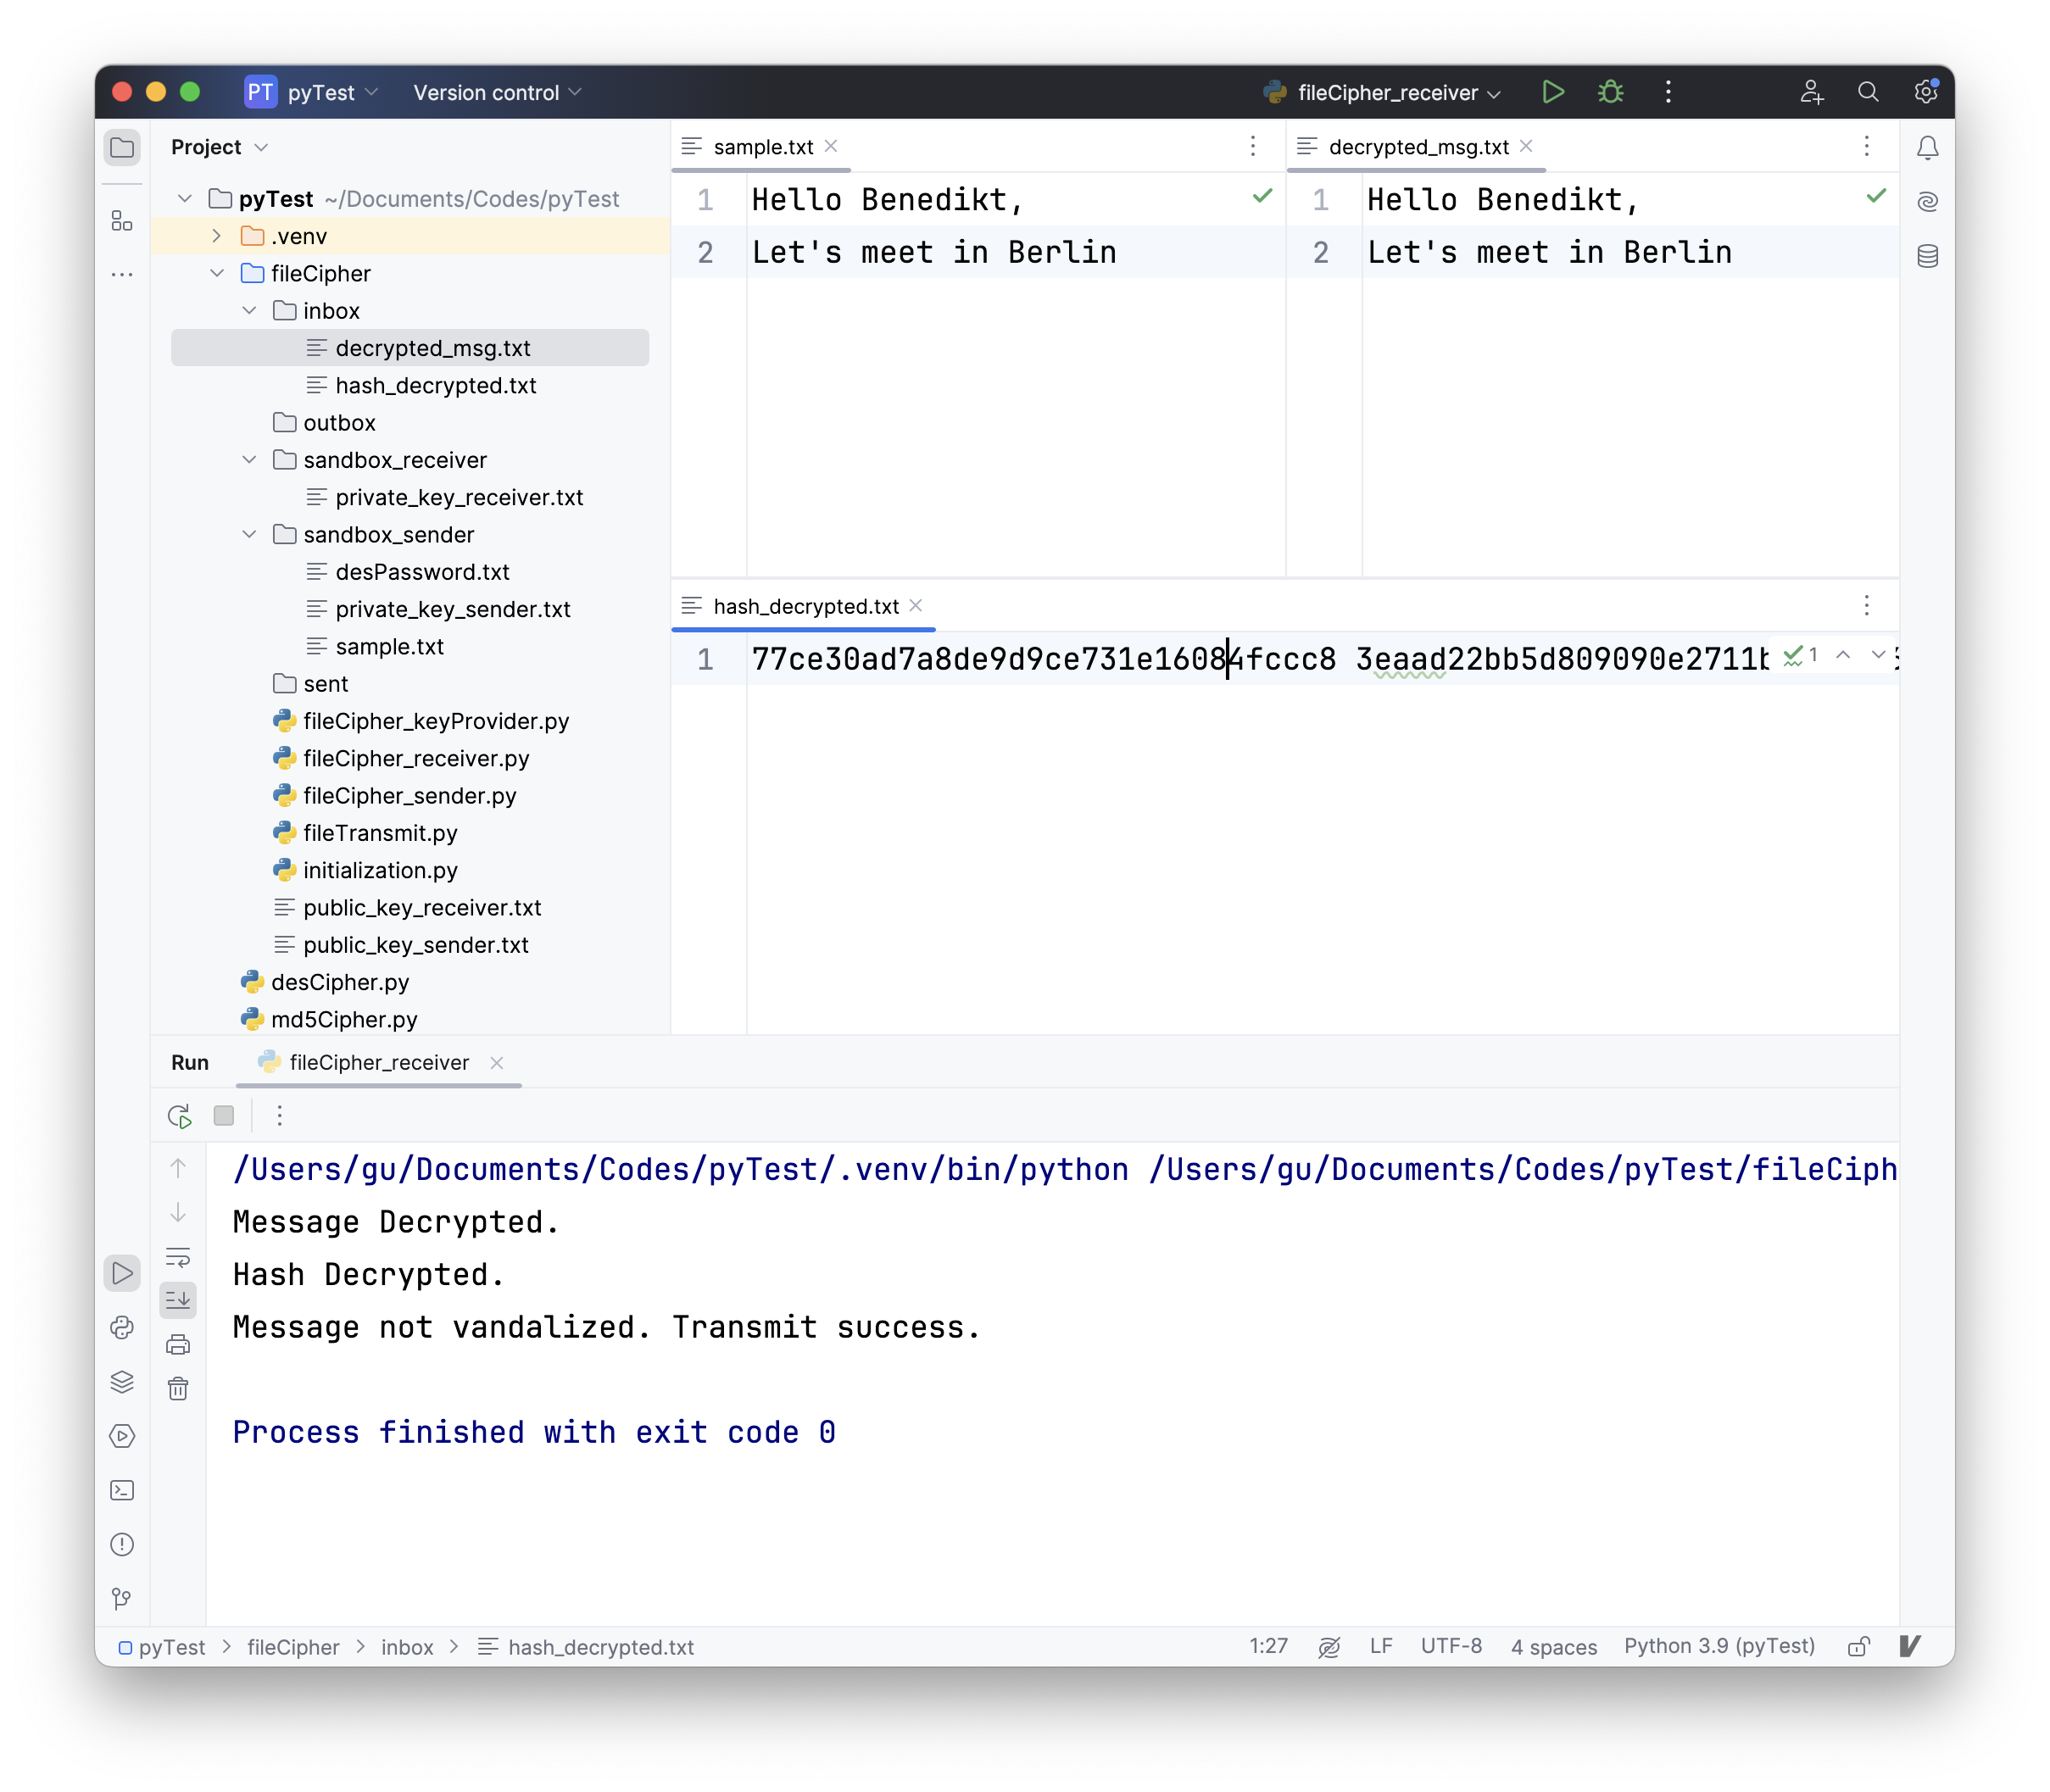 PT pyTest Version control fileCipher_receiver
Project
pyTest ~/Documents/Codes/pyTest
.venv
fileCipher
inbox
decrypted_msg.txt
hash_decrypted.txt
outbox
sandbox_receiver
private_key_receiver.txt
sandbox_sender
desPassword.txt
private_key_sender.txt
sample.txt
sent
fileCipher_keyProvider.py
fileCipher_receiver.py
fileCipher_sender.py
fileTransmit.py
initialization.py
public_key_receiver.txt
public_key_sender.txt
desCipher.py
md5Cipher.py
sample.txt
1 Hello Benedikt,
2 Let's meet in Berlin
decrypted_msg.txt
1 Hello Benedikt,
2 Let's meet in Berlin
hash_decrypted.txt
1 77ce30ad7a8de9d9ce731e16084fccc8 3eaad22bb5d809090e2711b 1
Run fileCipher_receiver
/Users/gu/Documents/Codes/pyTest/.venv/bin/python /Users/gu/Documents/Codes/pyTest/fileCiph
Message Decrypted.
Hash Decrypted.
Message not vandalized. Transmit success.
Process finished with exit code 0
pyTest fileCipher inbox hash_decrypted.txt 1:27 LF UTF-8 4 spaces Python 3.9 (pyTest)